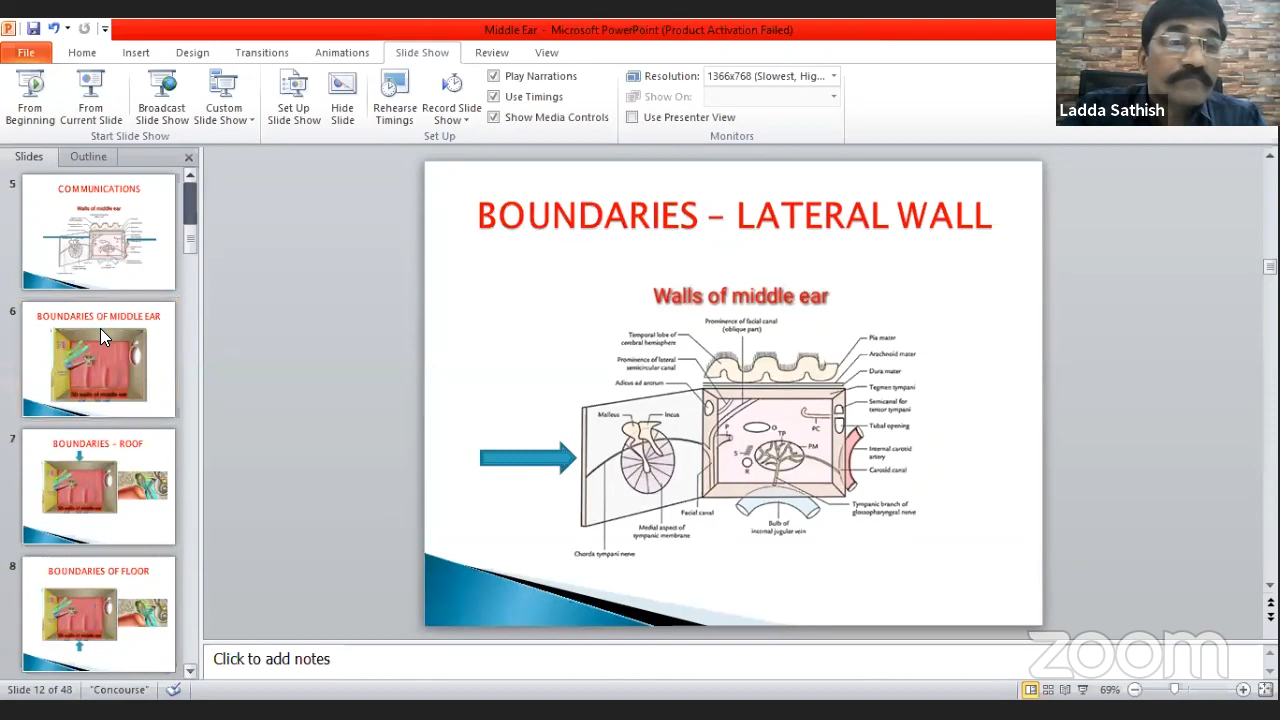 Middle Ear - Microsoft PowerPoint (Product Activation Failed)
File Home Insert Design Transitions Animations Slide Show Review View
From Beginning
From Current Slide
Broadcast Slide Show
Custom Slide Show
Start Slide Show
Set Up Slide Show
Hide Slide
Rehearse Timings
Record Slide Show
Play Narrations
Use Timings
Show Media Controls
Set Up
Resolution: 1366x768 (Slowest, Hig...
Show On:
Use Presenter View
Monitors
Ladda Sathish
Slides Outline
5
COMMUNICATIONS
Walls of middle ear
6
BOUNDARIES OF MIDDLE EAR
7
BOUNDARIES - ROOF
8
BOUNDARIES OF FLOOR
BOUNDARIES – LATERAL WALL
Walls of middle ear
Prominence of facial canal
(oblique part)
Temporal lobe of
cerebral hemisphere
Prominence of lateral
semicircular canal
Aditus ad antrum
Malleus
Incus
Pia mater
Arachnoid mater
Dura mater
Tegmen tympani
Semicanal for
tensor tympani
Tubal opening
Internal carotid
artery
Carotid canal
Tympanic branch of
glossopharyngeal nerve
P
O
TP
PC
PM
S
R
Facial canal
Medial aspect of
tympanic membrane
Chorda tympani nerve
Bulb of
internal jugular vein
Click to add notes
zoom
Slide 12 of 48 "Concourse" 69%